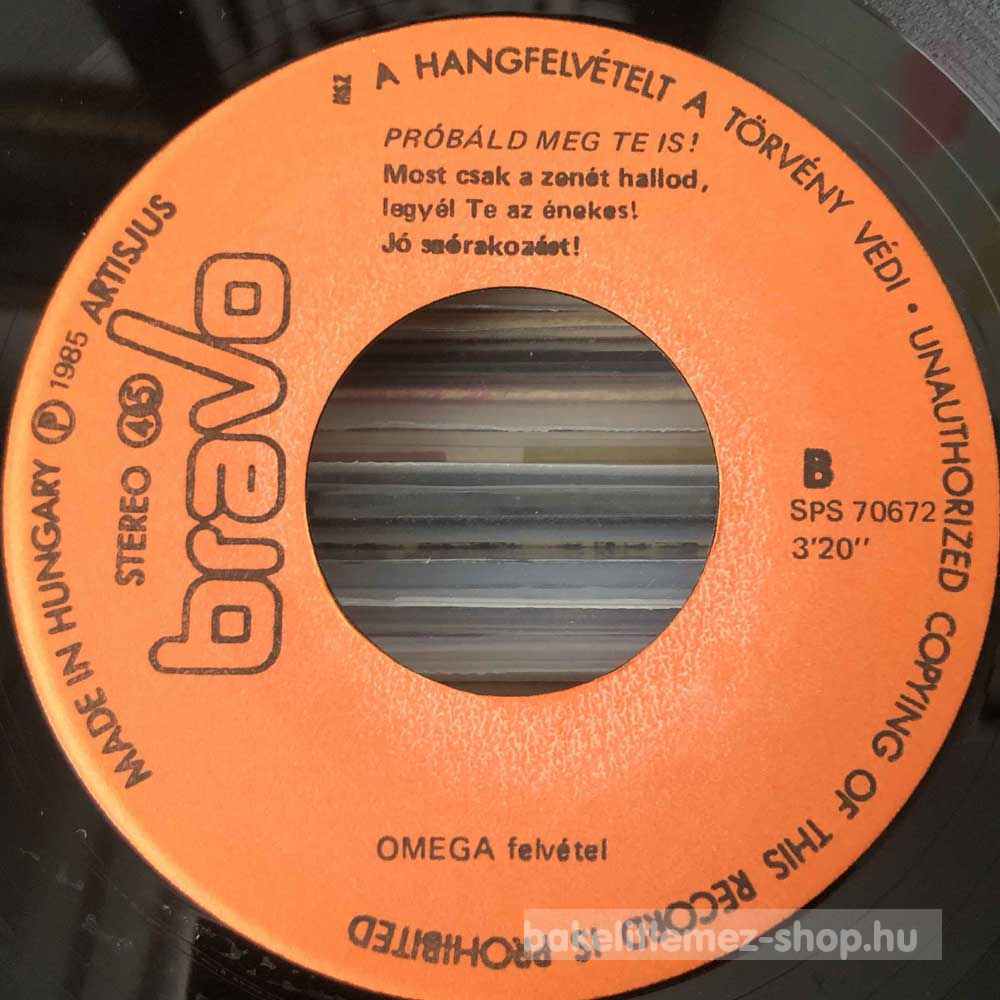 MSZ A HANGFELVÉTELT A TÖRVÉNY VÉDI · UNAUTHORIZED COPYING OF THIS RECORD IS PROHIBITED
PRÓBÁLD MEG TE IS!
Most csak a zenét hallod,
legyél Te az énekes!
Jó szórakozást!
MADE IN HUNGARY Ⓟ 1985 ARTISJUS
STEREO 45
bravo
B
SPS 70672
3'20''
OMEGA felvétel
bakelitlemez-shop.hu